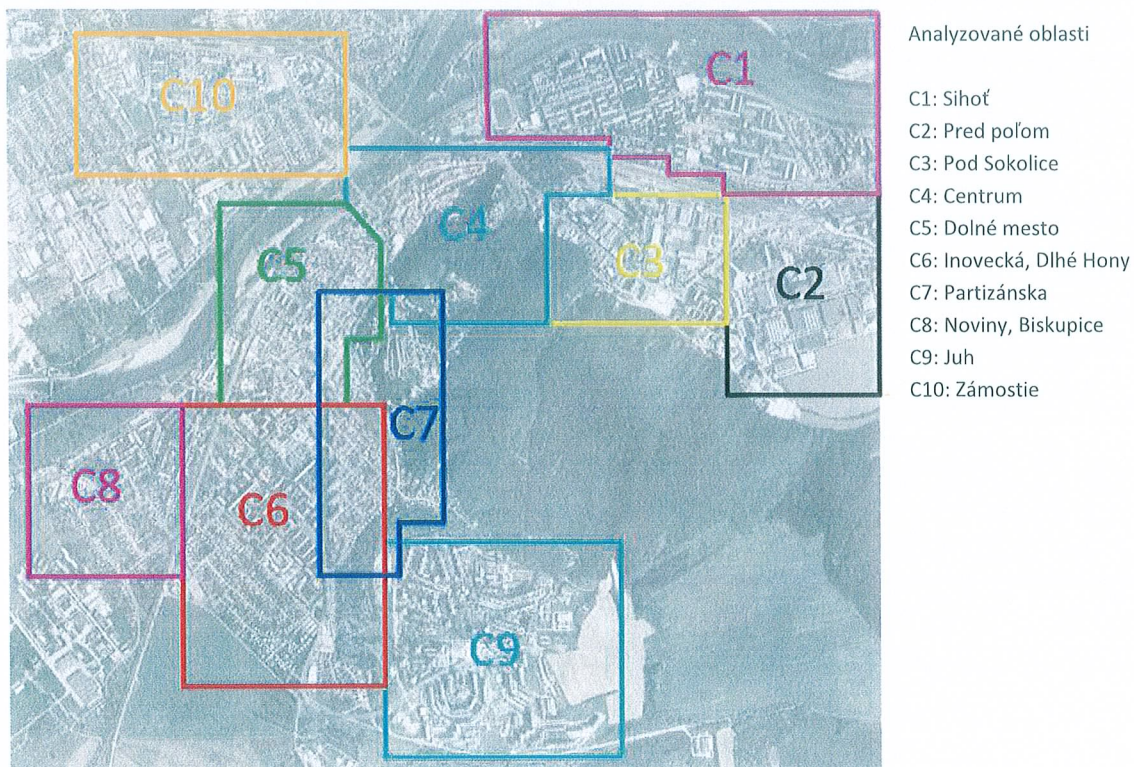 Analyzované oblasti
C1: Sihoť
C2: Pred poľom
C3: Pod Sokolice
C4: Centrum
C5: Dolné mesto
C6: Inovecká, Dlhé Hony
C7: Partizánska
C8: Noviny, Biskupice
C9: Juh
C10: Zámostie
C10
C1
C4
C5
C3
C2
C7
C8
C6
C9